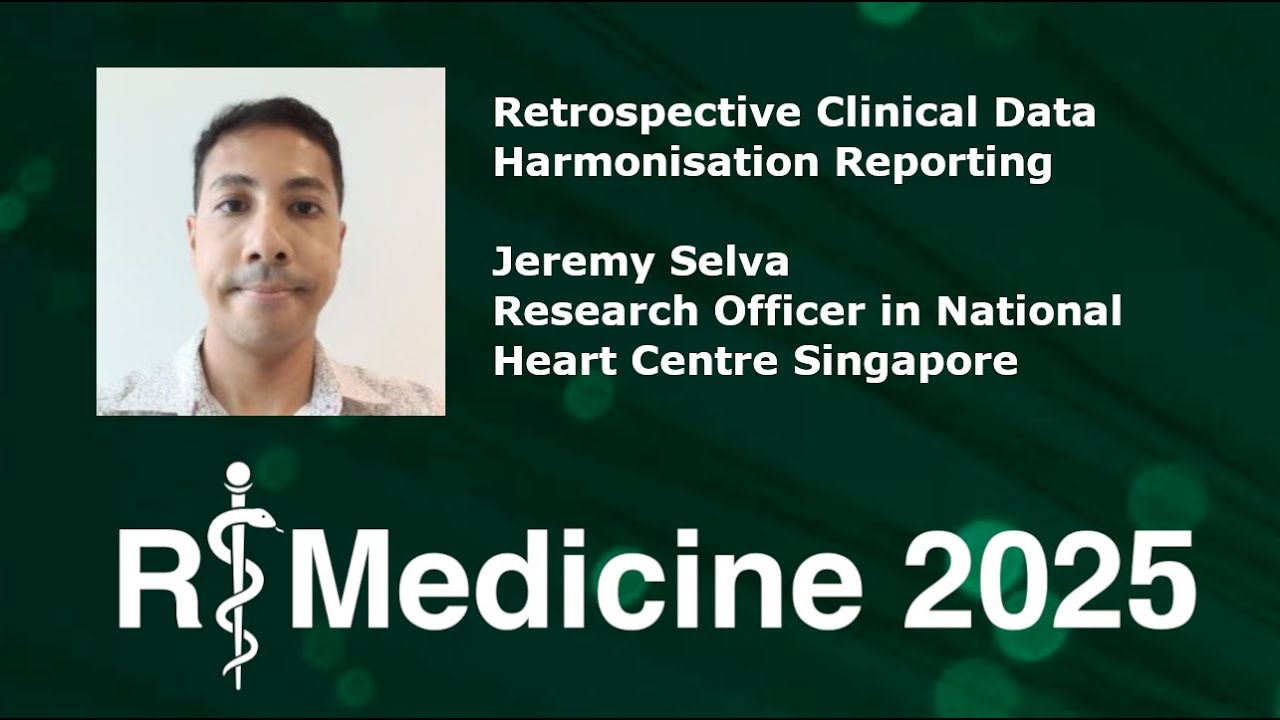 Retrospective Clinical Data
Harmonisation Reporting
Jeremy Selva
Research Officer in National
Heart Centre Singapore
R Medicine 2025